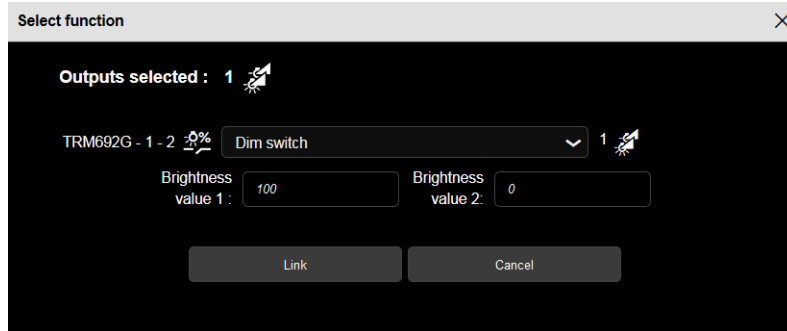 Select function
Outputs selected : 1
TRM692G - 1 - 2 % Dim switch 1
Brightness value 1 : 100 Brightness value 2: 0
Link Cancel